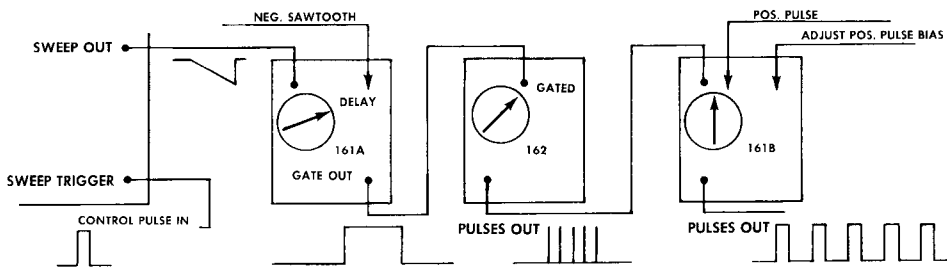 NEG. SAWTOOTH
POS. PULSE
SWEEP OUT
ADJUST POS. PULSE BIAS
DELAY
GATED
161A
162
161B
SWEEP TRIGGER
GATE OUT
CONTROL PULSE IN
PULSES OUT
PULSES OUT